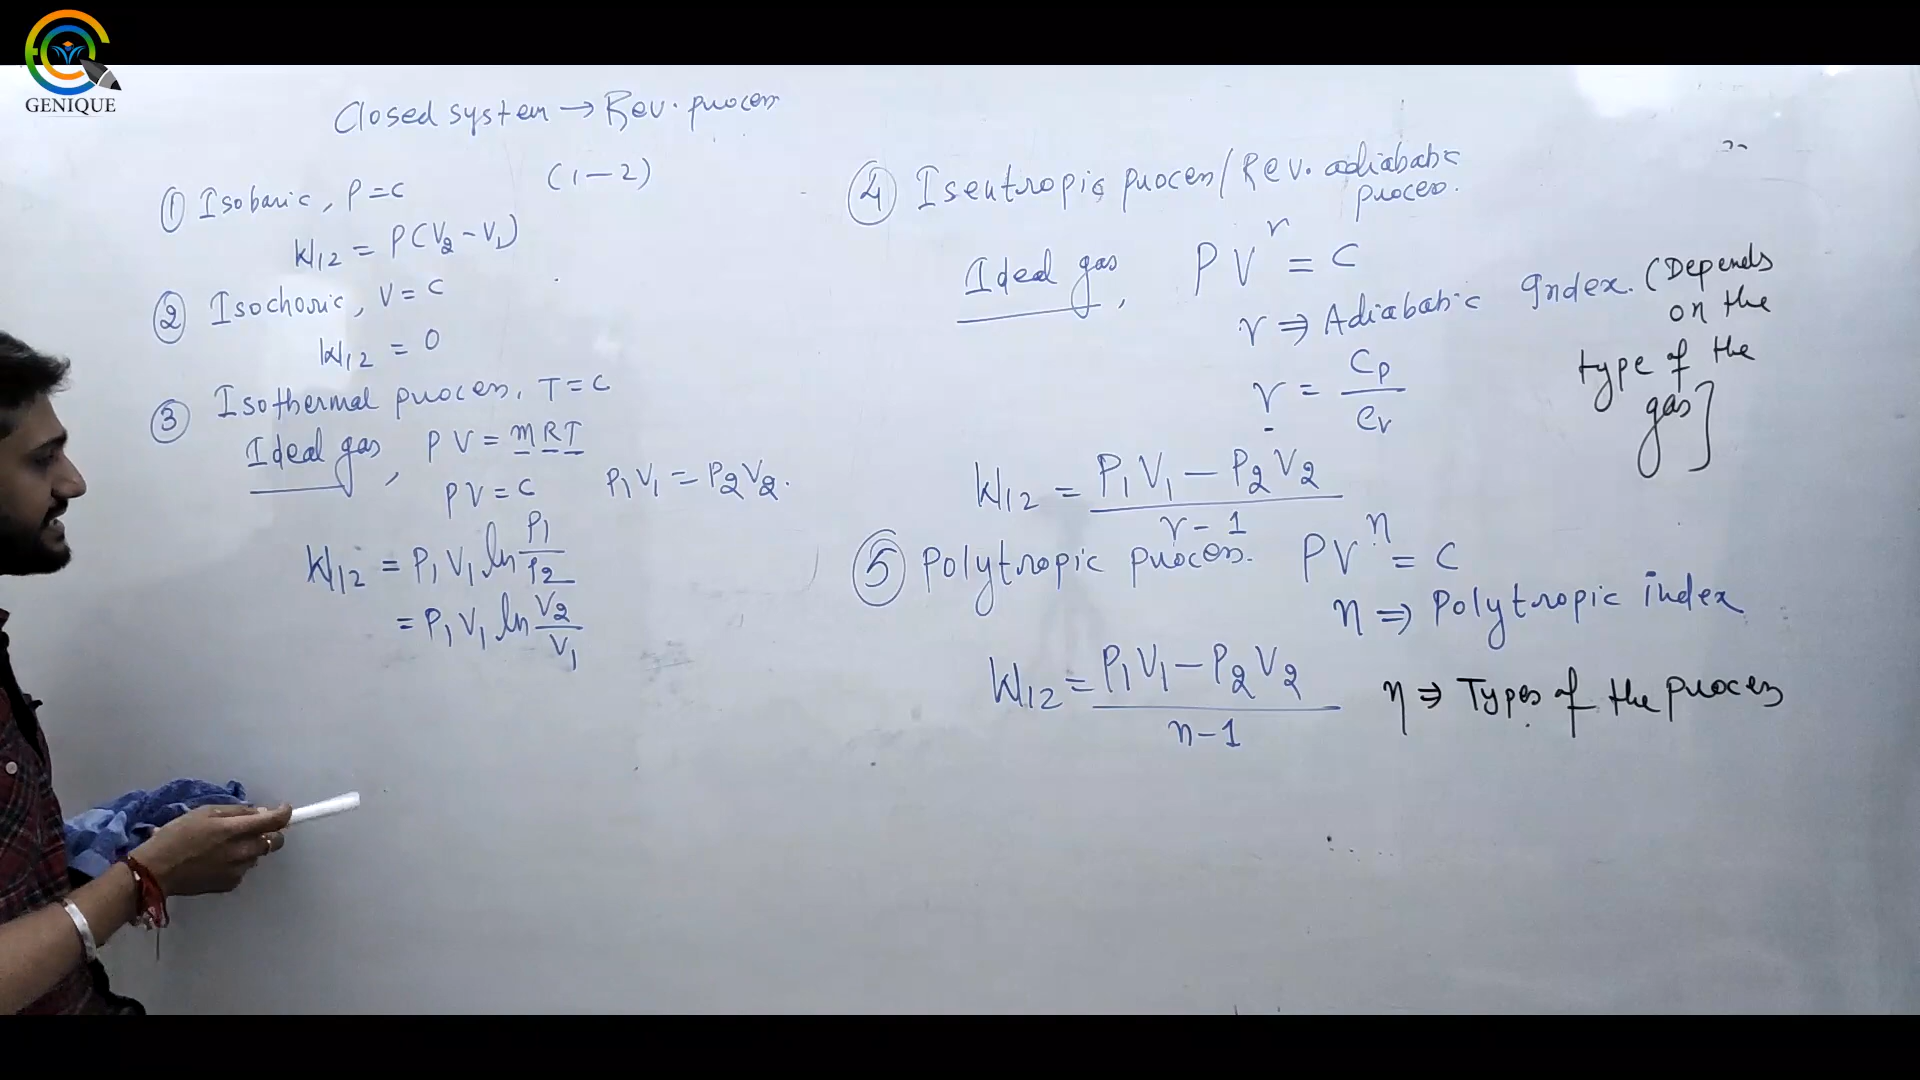 GENIQUE
Closed system → Rev. process
(1-2)
① Isobaric, P=C
W₁₂ = P(V₂-V₁)
② Isochoric, V=C
W₁₂ = 0
③ Isothermal process, T=C
Ideal gas, PV = mRT
PV=C P₁V₁ = P₂V₂.
W₁₂ = P₁V₁ ln P₁/P₂
= P₁V₁ ln V₂/V₁
④ Isentropic process/Rev. adiabatic
process.
Ideal gas, PV^γ = C
γ ⇒ Adiabatic Index. (Depends
on the
type of the
gas]
γ = Cp/Cv
W₁₂ = (P₁V₁ - P₂V₂)/(γ-1)
⑤ Polytropic process. PV^n = C
n ⇒ Polytropic index
W₁₂ = (P₁V₁ - P₂V₂)/(n-1)
n ⇒ Types of the process